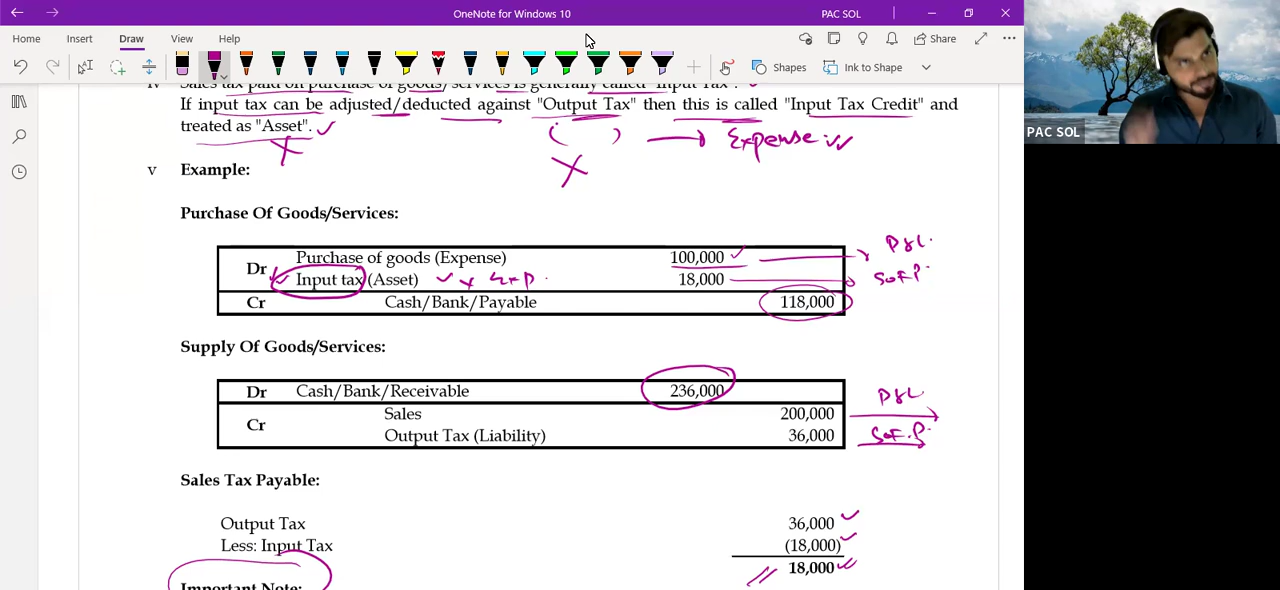 OneNote for Windows 10
PAC SOL
Home Insert Draw View Help
Share
Shapes
Ink to Shape
iv Sales tax paid on purchase of goods/services is generally called "Input Tax".
If input tax can be adjusted/deducted against "Output Tax" then this is called "Input Tax Credit" and
treated as "Asset".
( ) → Expense
v Example:
Purchase Of Goods/Services:
Dr Purchase of goods (Expense) 100,000 P&L.
Input tax (Asset) Exp. 18,000 SoF.P.
Cr Cash/Bank/Payable 118,000
Supply Of Goods/Services:
Dr Cash/Bank/Receivable 236,000
Cr Sales 200,000 P&L
Output Tax (Liability) 36,000 SoF.P.
Sales Tax Payable:
Output Tax 36,000
Less: Input Tax (18,000)
18,000
Important Note:
PAC SOL